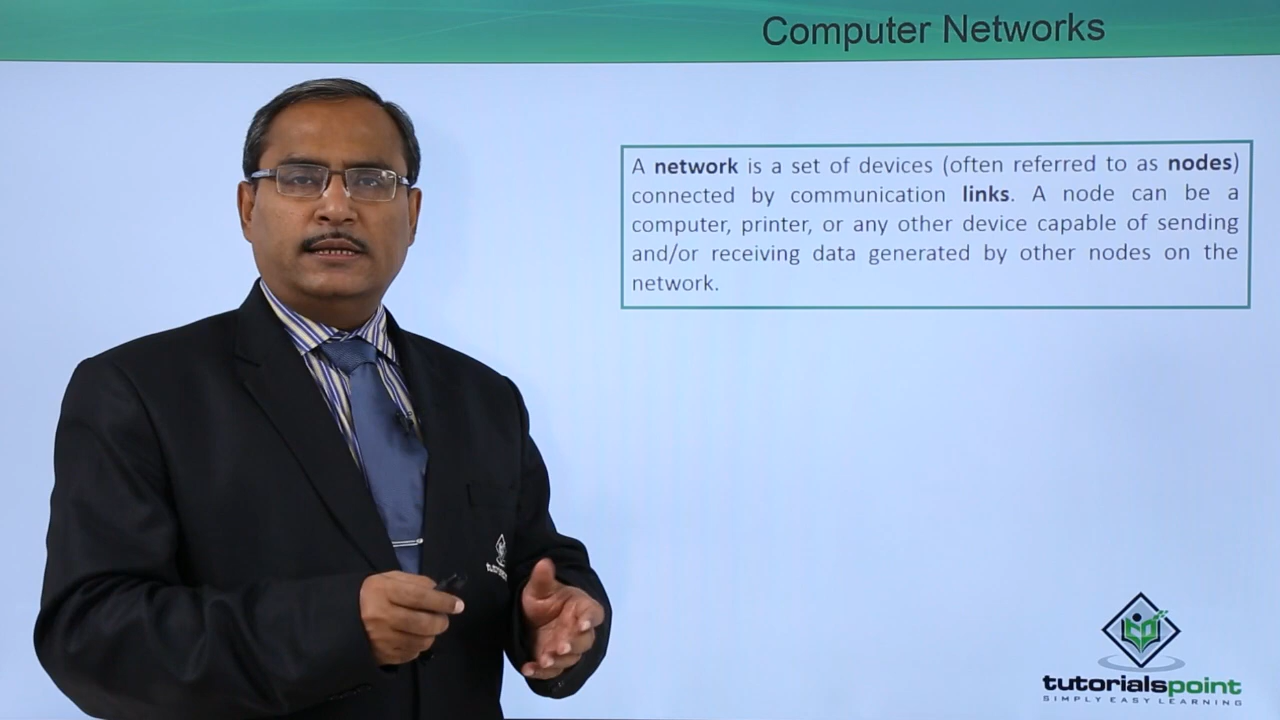 Computer Networks
A network is a set of devices (often referred to as nodes)
connected by communication links. A node can be a
computer, printer, or any other device capable of sending
and/or receiving data generated by other nodes on the
network.
tutorialspoint
SIMPLY EASY LEARNING